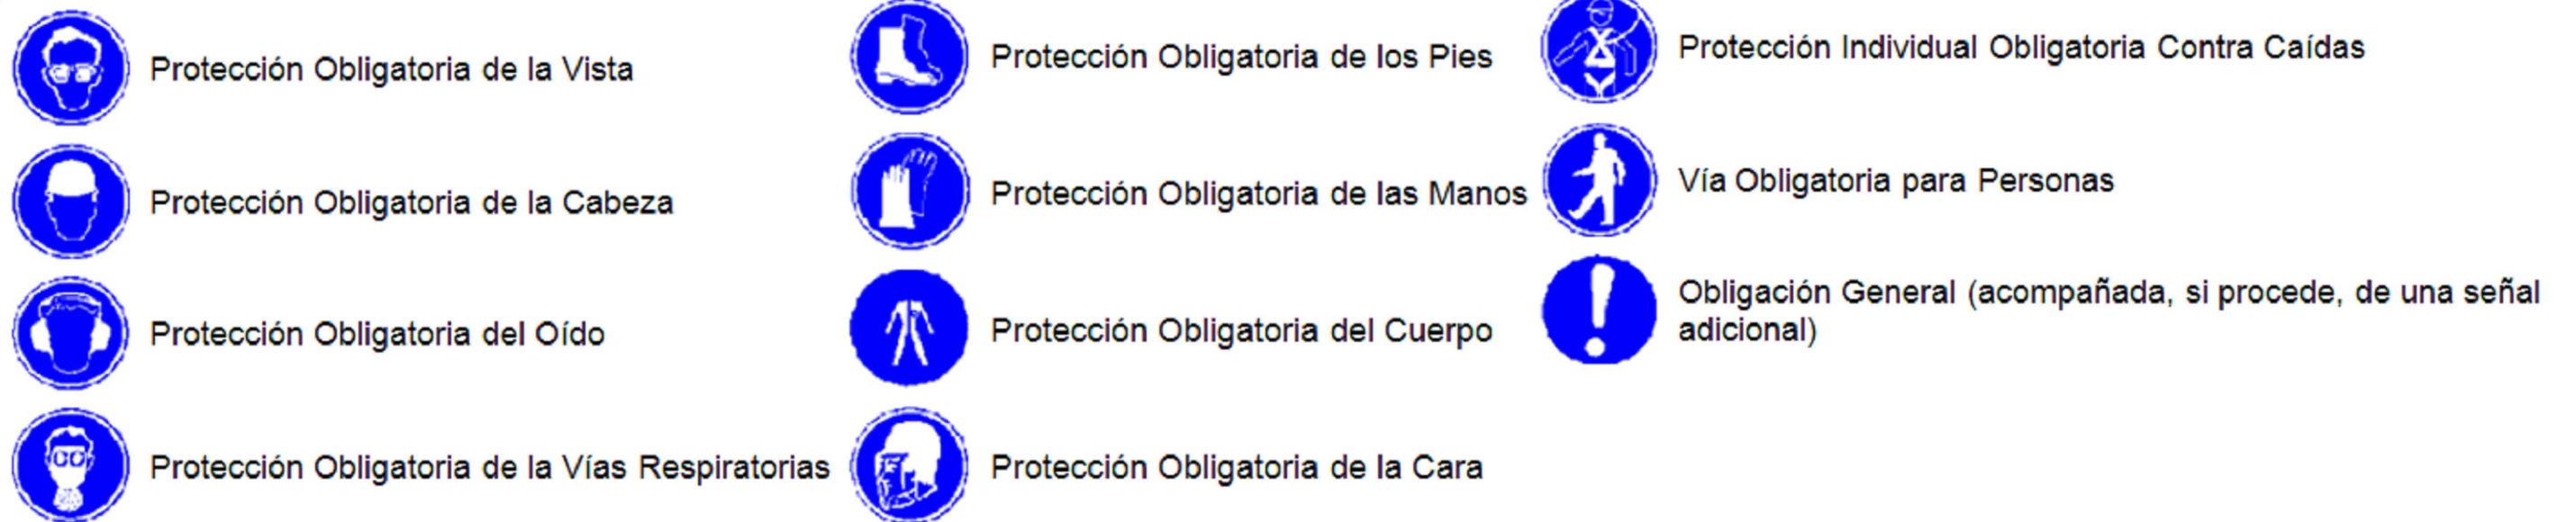 Protección Obligatoria de la Vista
Protección Obligatoria de la Cabeza
Protección Obligatoria del Oído
Protección Obligatoria de la Vías Respiratorias
Protección Obligatoria de los Pies
Protección Obligatoria de las Manos
Protección Obligatoria del Cuerpo
Protección Obligatoria de la Cara
Protección Individual Obligatoria Contra Caídas
Vía Obligatoria para Personas
Obligación General (acompañada, si procede, de una señal
adicional)